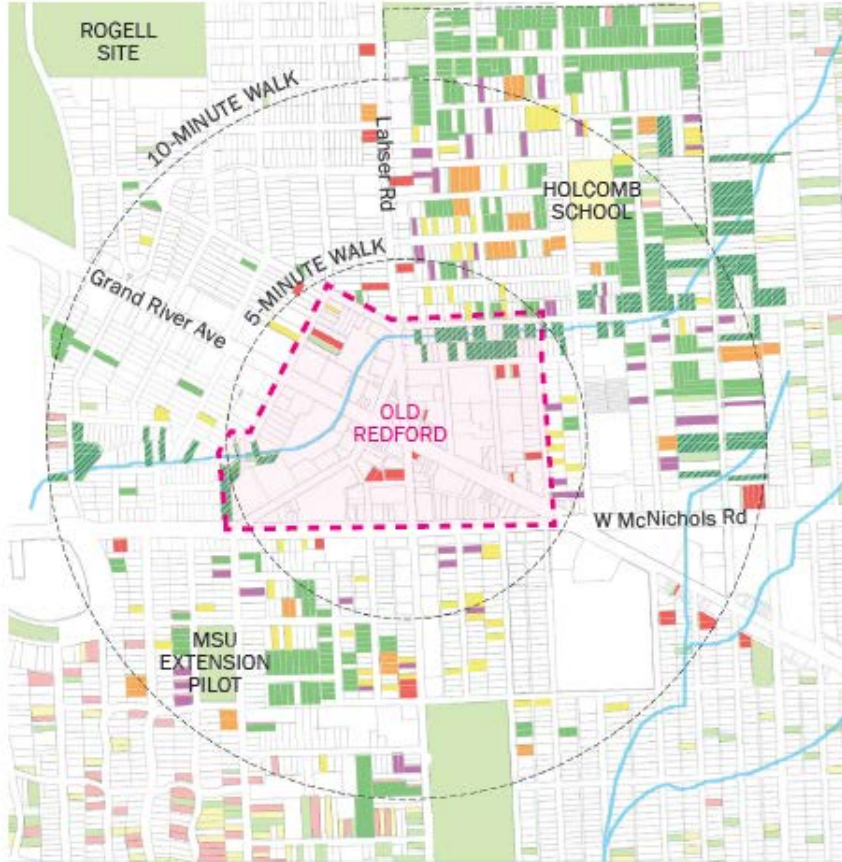 ROGELL
SITE
10-MINUTE WALK
Lahser Rd
HOLCOMB
SCHOOL
5-MINUTE WALK
Grand River Ave
OLD
REDFORD
W McNichols Rd
MSU
EXTENSION
PILOT